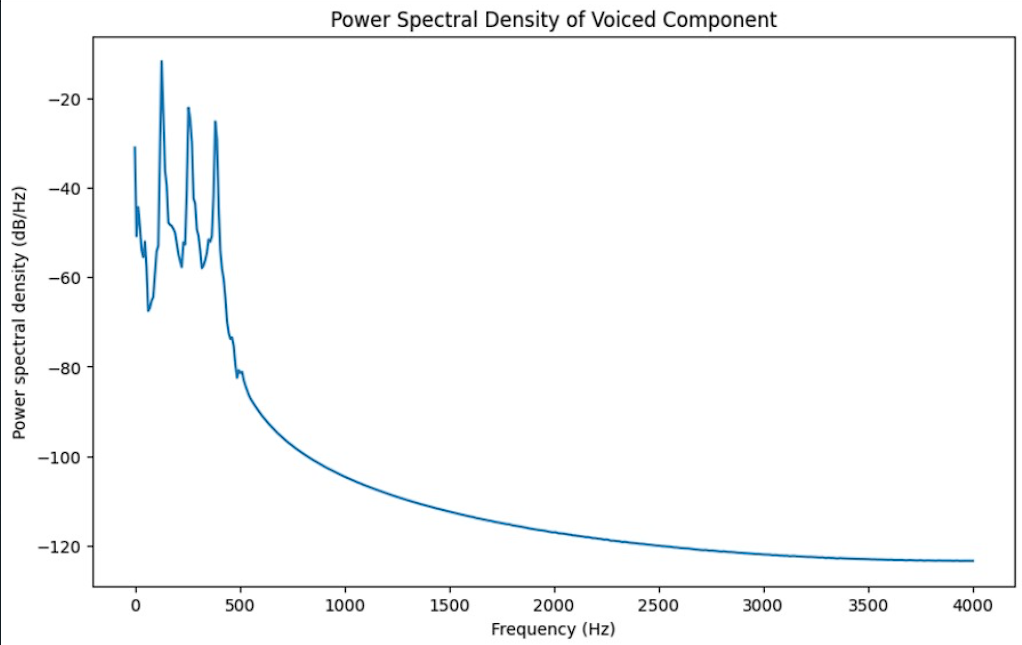 Power Spectral Density of Voiced Component
Power spectral density (dB/Hz)
−20
−40
−60
−80
−100
−120
0 500 1000 1500 2000 2500 3000 3500 4000
Frequency (Hz)